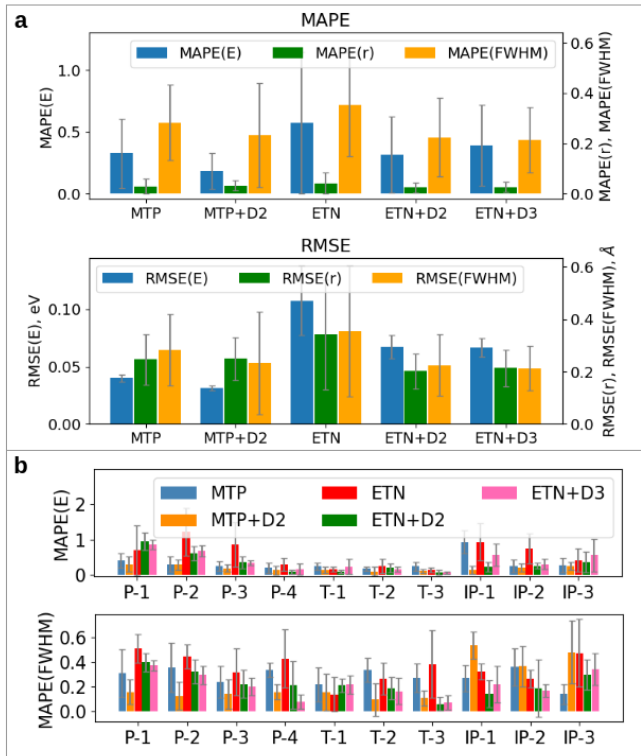 a
MAPE
MAPE(E) MAPE(r) MAPE(FWHM)
MAPE(E)
1.0
0.5
0.0
0.6
0.4
0.2
0.0
MAPE(r), MAPE(FWHM)
MTP MTP+D2 ETN ETN+D2 ETN+D3
RMSE
RMSE(E) RMSE(r) RMSE(FWHM)
RMSE(E), eV
0.10
0.05
0.00
0.6
0.4
0.2
0.0
RMSE(r), RMSE(FWHM), Å
MTP MTP+D2 ETN ETN+D2 ETN+D3
b
MTP ETN ETN+D3
MTP+D2 ETN+D2
MAPE(E)
2
1
0
P-1 P-2 P-3 P-4 T-1 T-2 T-3 IP-1 IP-2 IP-3
MAPE(FWHM)
0.6
0.4
0.2
0.0
P-1 P-2 P-3 P-4 T-1 T-2 T-3 IP-1 IP-2 IP-3